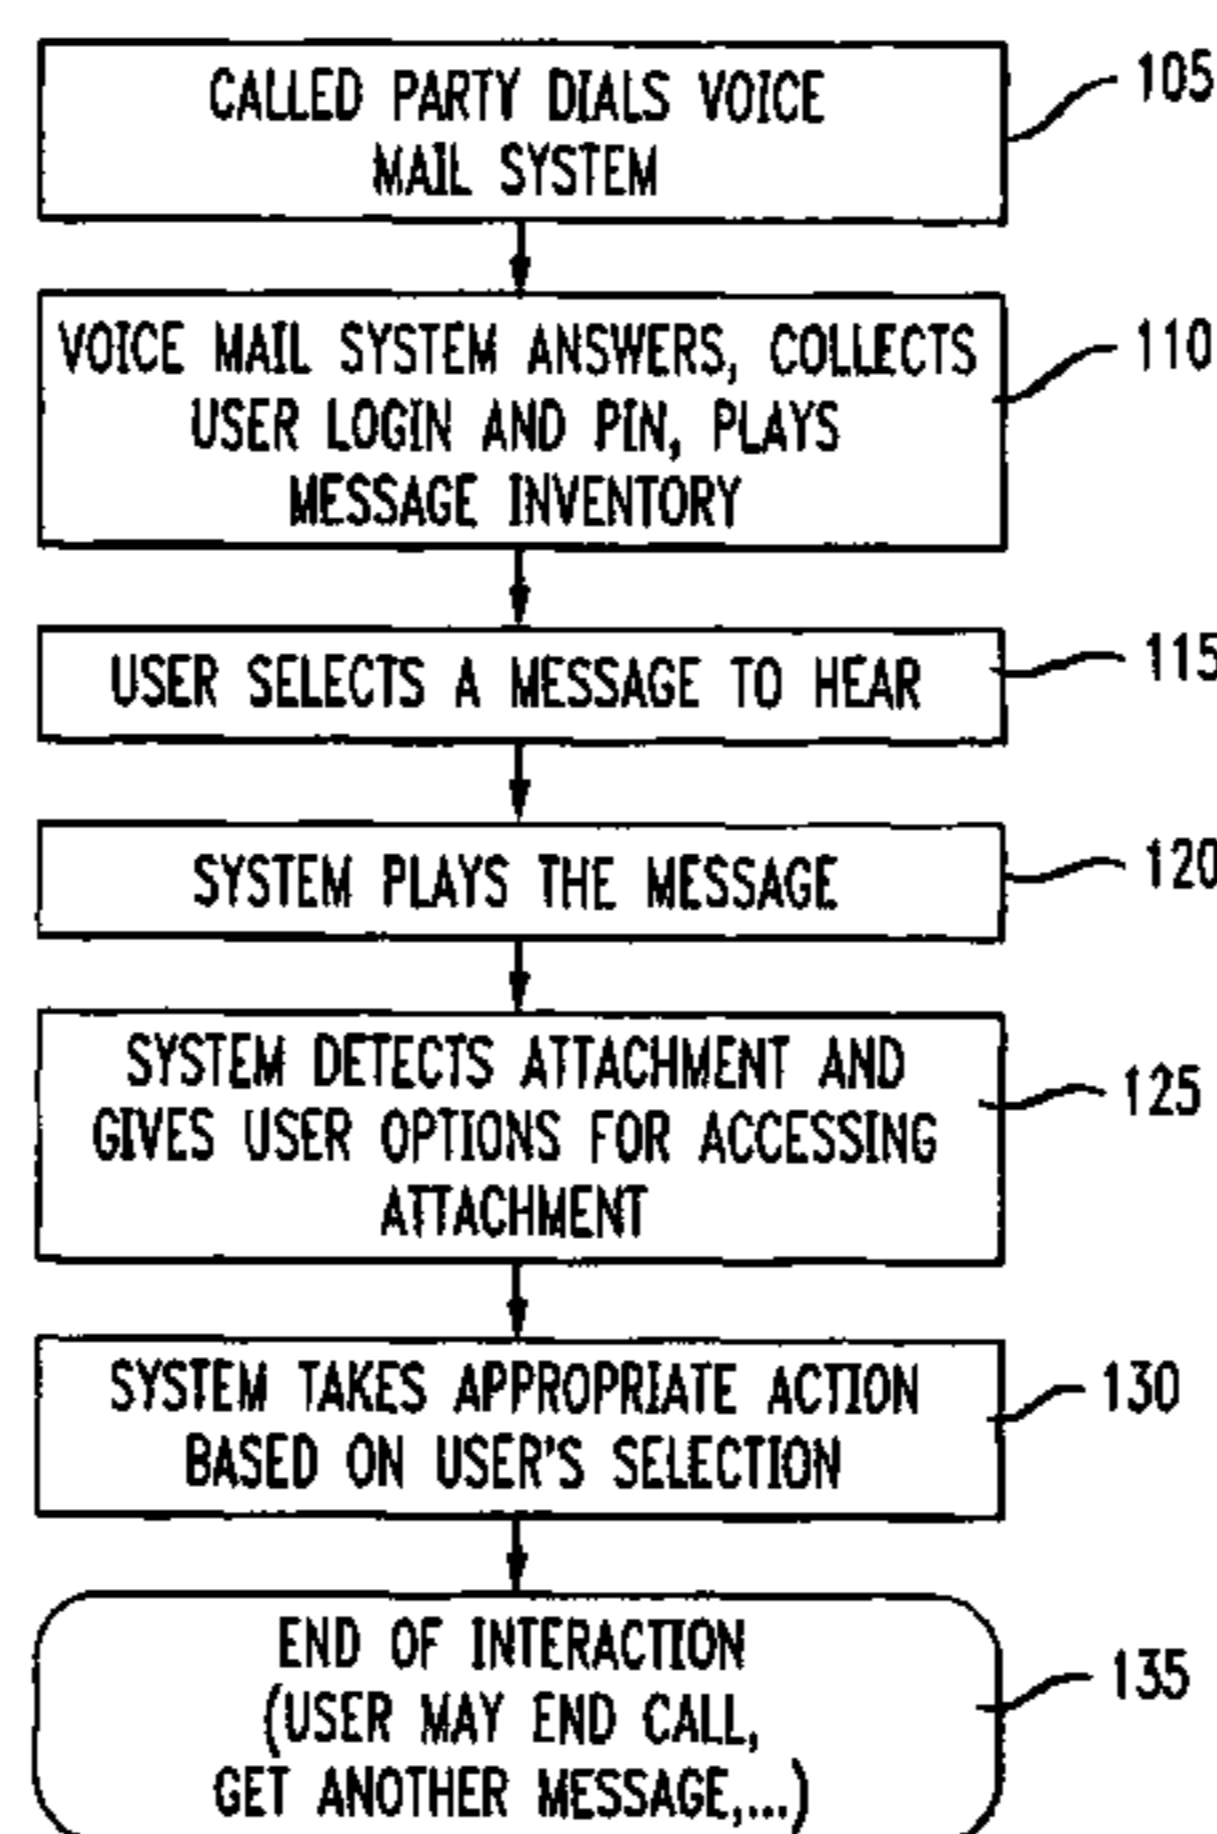 CALLED PARTY DIALS VOICE
MAIL SYSTEM
105
VOICE MAIL SYSTEM ANSWERS, COLLECTS
USER LOGIN AND PIN, PLAYS
MESSAGE INVENTORY
110
USER SELECTS A MESSAGE TO HEAR
115
SYSTEM PLAYS THE MESSAGE
120
SYSTEM DETECTS ATTACHMENT AND
GIVES USER OPTIONS FOR ACCESSING
ATTACHMENT
125
SYSTEM TAKES APPROPRIATE ACTION
BASED ON USER'S SELECTION
130
END OF INTERACTION
(USER MAY END CALL,
GET ANOTHER MESSAGE,...)
135